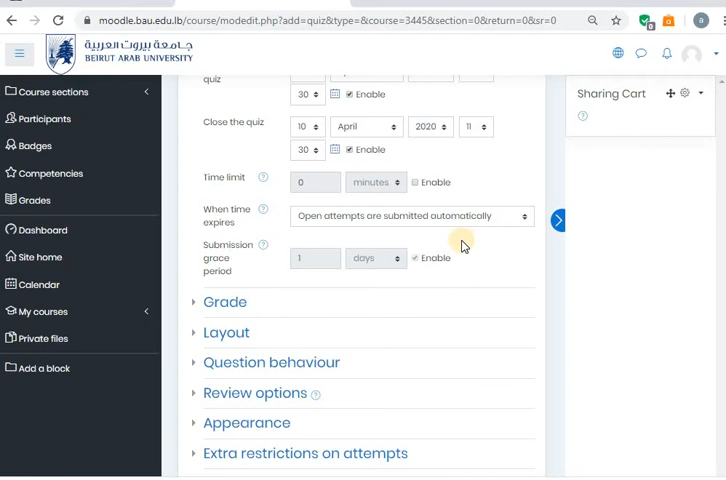 moodle.bau.edu.lb/course/modedit.php?add=quiz&type=&course=3445&section=0&return=0&sr=0
0
a
جامعة بيروت العربية
BEIRUT ARAB UNIVERSITY
Course sections
Participants
Badges
Competencies
Grades
Dashboard
Site home
Calendar
My courses
Private files
Add a block
quiz
30 Enable
Close the quiz 10 April 2020 11
30 Enable
Time limit ? 0 minutes Enable
When time expires ? Open attempts are submitted automatically
Submission grace period ? 1 days Enable
Grade
Layout
Question behaviour
Review options ?
Appearance
Extra restrictions on attempts
Sharing Cart
?